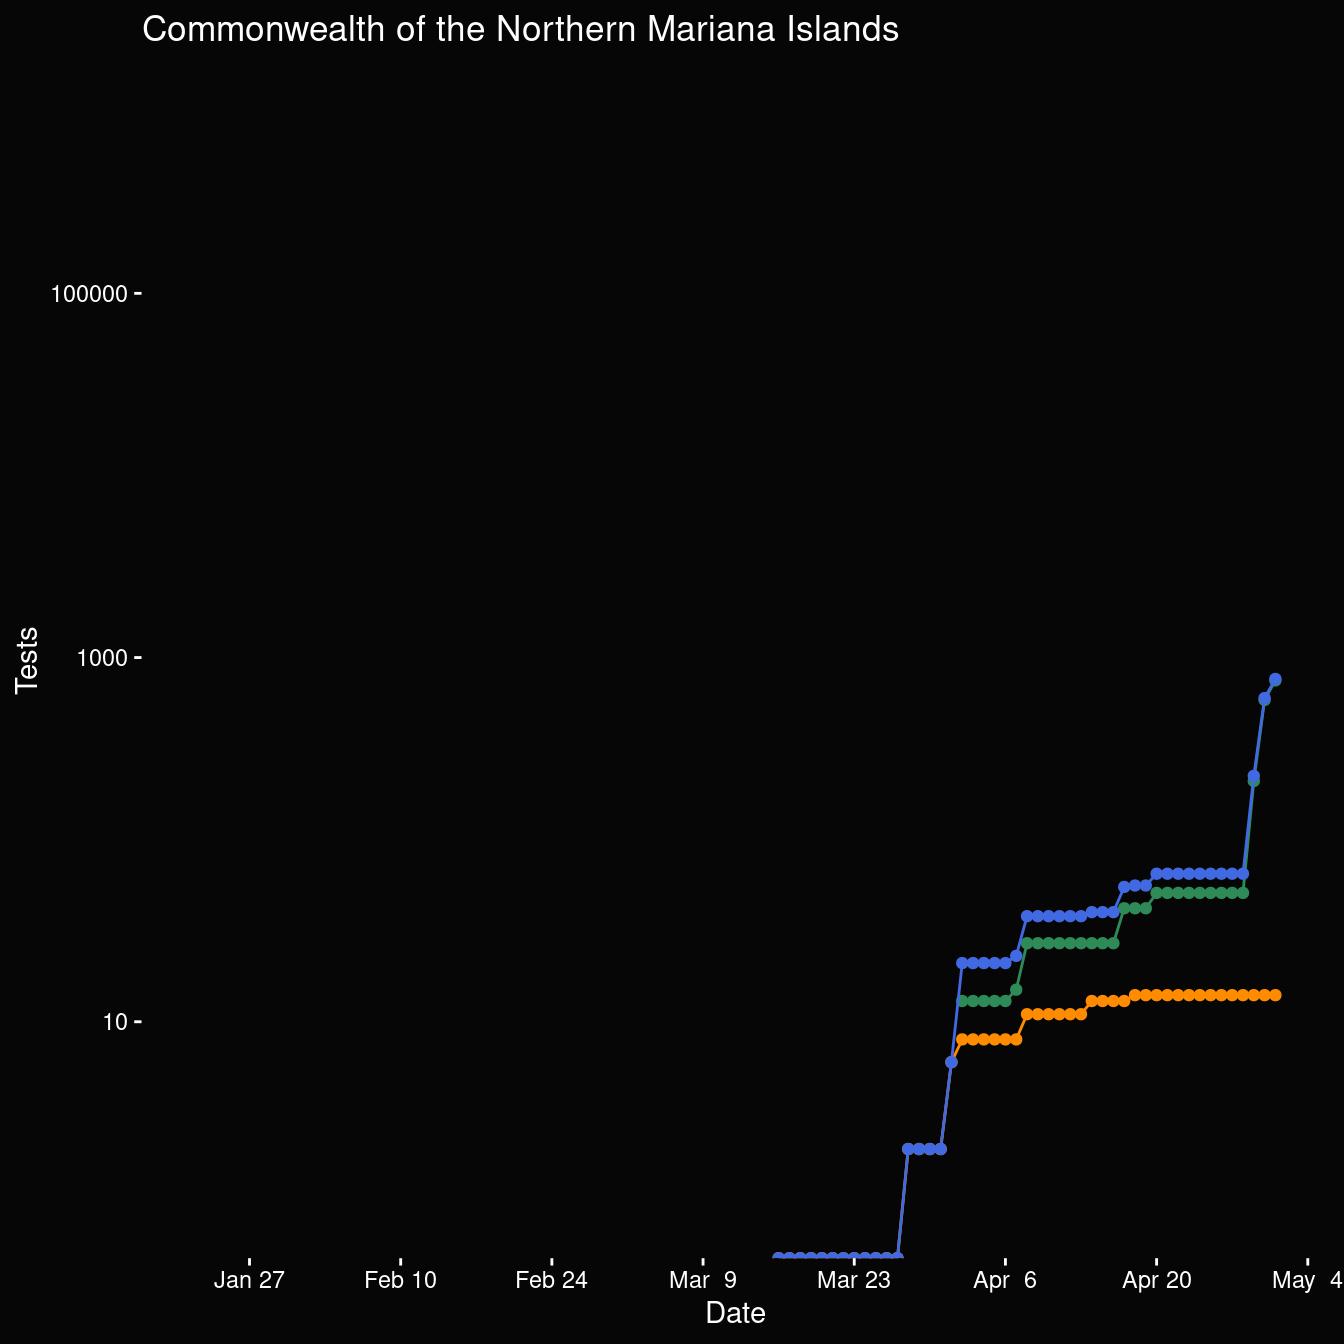 Commonwealth of the Northern Mariana Islands
100000
1000
10
Tests
Jan 27 Feb 10 Feb 24 Mar  9 Mar 23 Apr  6 Apr 20 May  4
Date